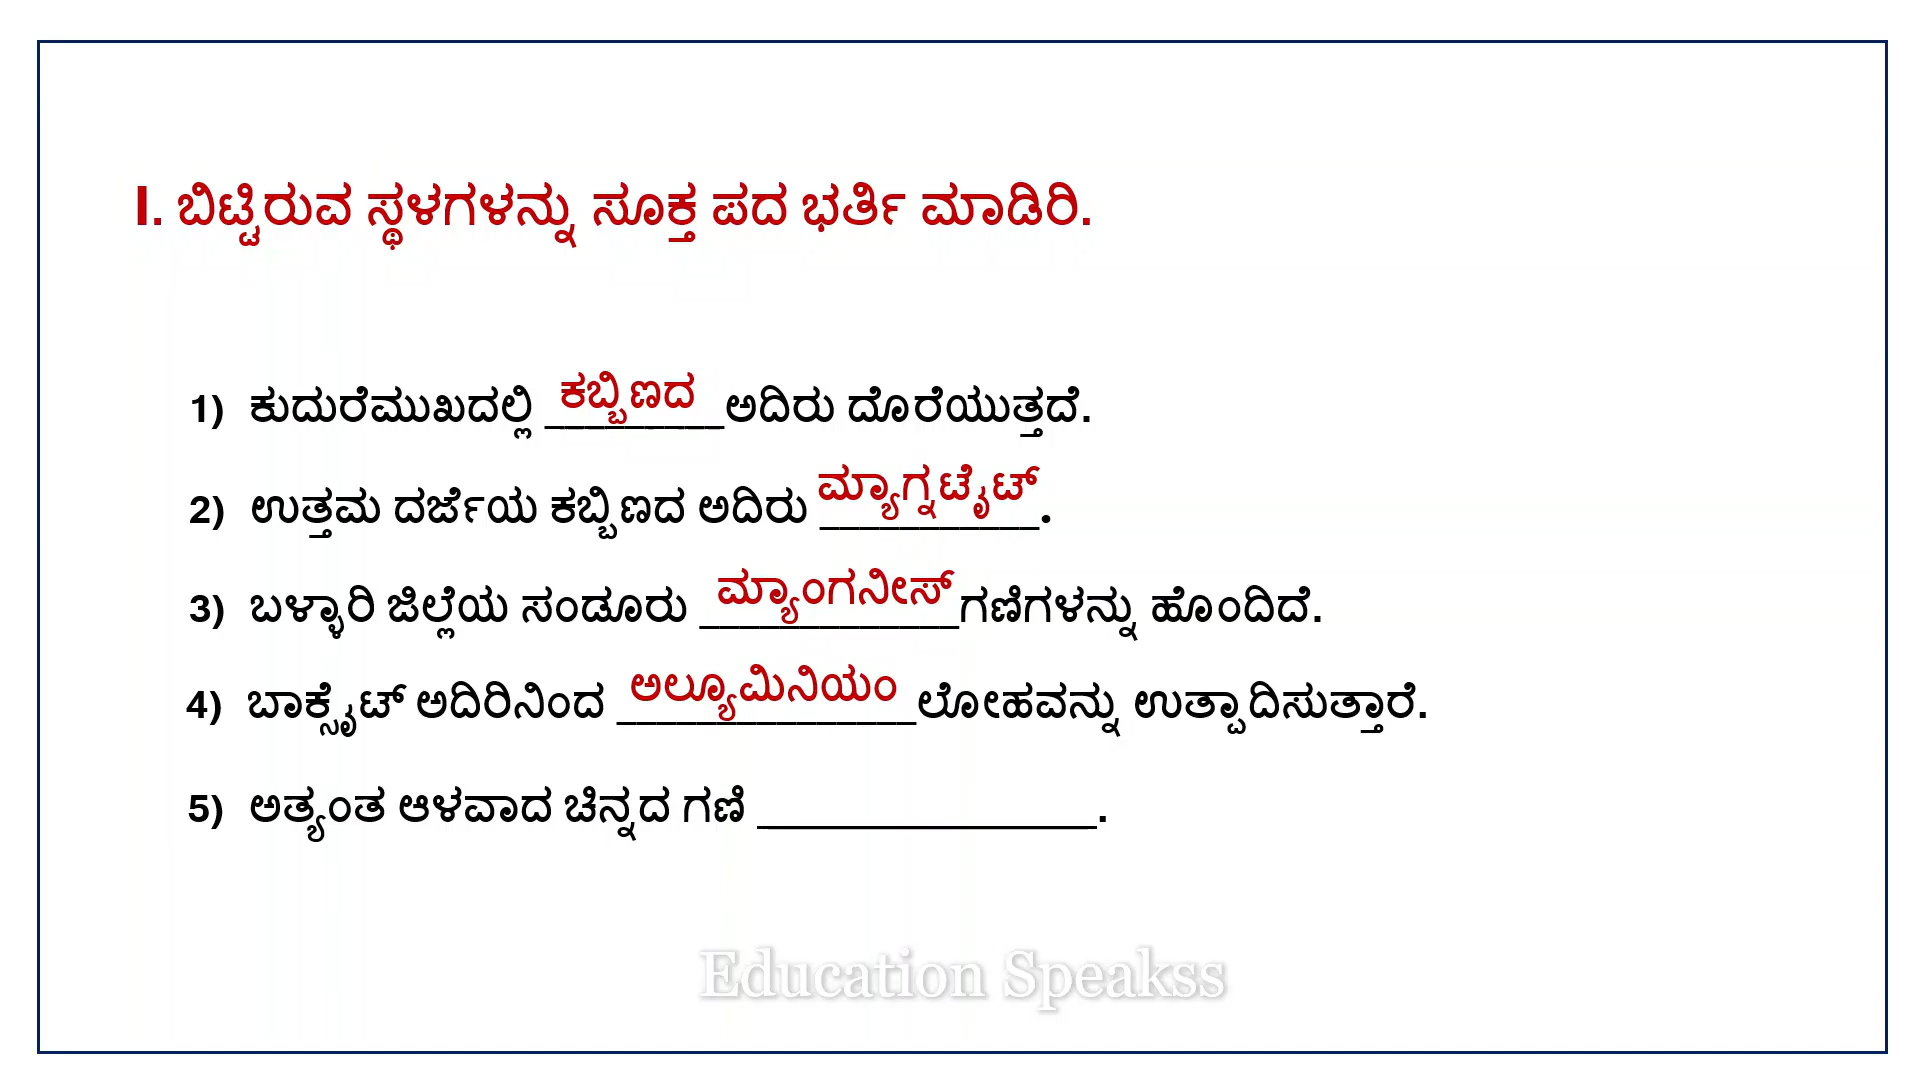 I. ಬಿಟ್ಟಿರುವ ಸ್ಥಳಗಳನ್ನು ಸೂಕ್ತ ಪದ ಭರ್ತಿ ಮಾಡಿರಿ.
1) ಕುದುರೆಮುಖದಲ್ಲಿ ಕಬ್ಬಿಣದ ಅದಿರು ದೊರೆಯುತ್ತದೆ.
2) ಉತ್ತಮ ದರ್ಜೆಯ ಕಬ್ಬಿಣದ ಅದಿರು ಮ್ಯಾಗ್ನಟೈಟ್.
3) ಬಳ್ಳಾರಿ ಜಿಲ್ಲೆಯ ಸಂಡೂರು ಮ್ಯಾಂಗನೀಸ್ ಗಣಿಗಳನ್ನು ಹೊಂದಿದೆ.
4) ಬಾಕ್ಸೈಟ್ ಅದಿರಿನಿಂದ ಅಲ್ಯೂಮಿನಿಯಂ ಲೋಹವನ್ನು ಉತ್ಪಾದಿಸುತ್ತಾರೆ.
5) ಅತ್ಯಂತ ಆಳವಾದ ಚಿನ್ನದ ಗಣಿ _________________.
Education Speakss